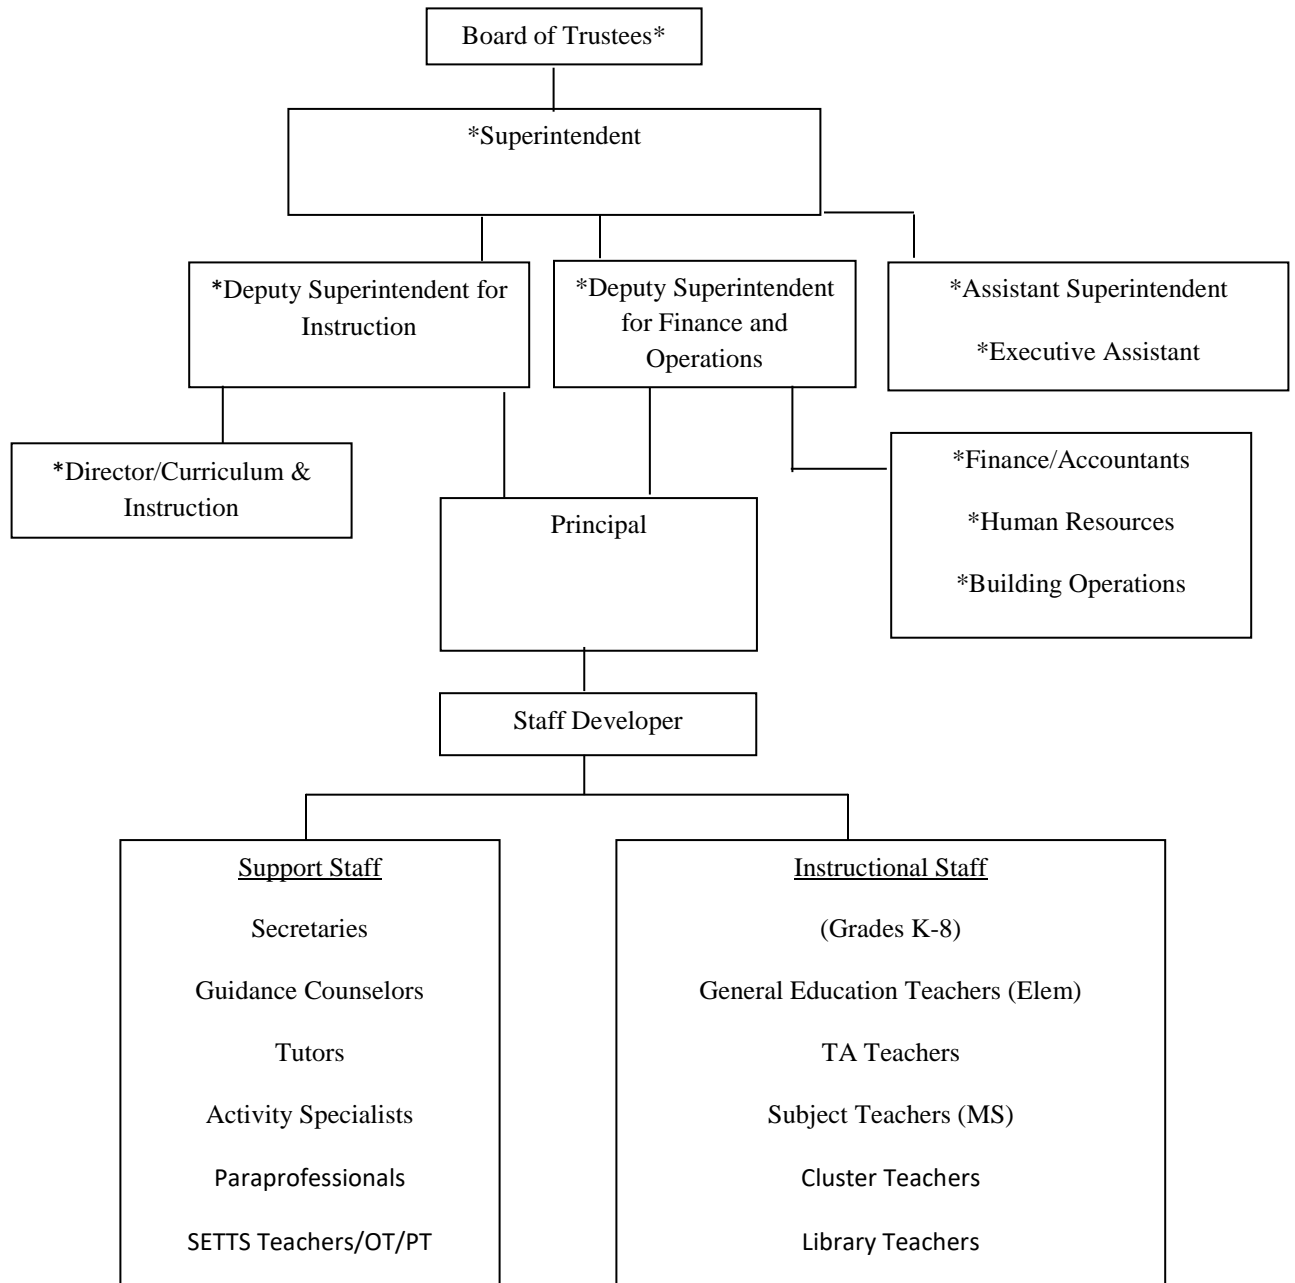 Board of Trustees*
*Superintendent
*Deputy Superintendent for
Instruction
*Deputy Superintendent
for Finance and
Operations
*Assistant Superintendent
*Executive Assistant
*Director/Curriculum &
Instruction
*Finance/Accountants
*Human Resources
*Building Operations
Principal
Staff Developer
Support Staff
Secretaries
Guidance Counselors
Tutors
Activity Specialists
Paraprofessionals
SETTS Teachers/OT/PT
Instructional Staff
(Grades K-8)
General Education Teachers (Elem)
TA Teachers
Subject Teachers (MS)
Cluster Teachers
Library Teachers